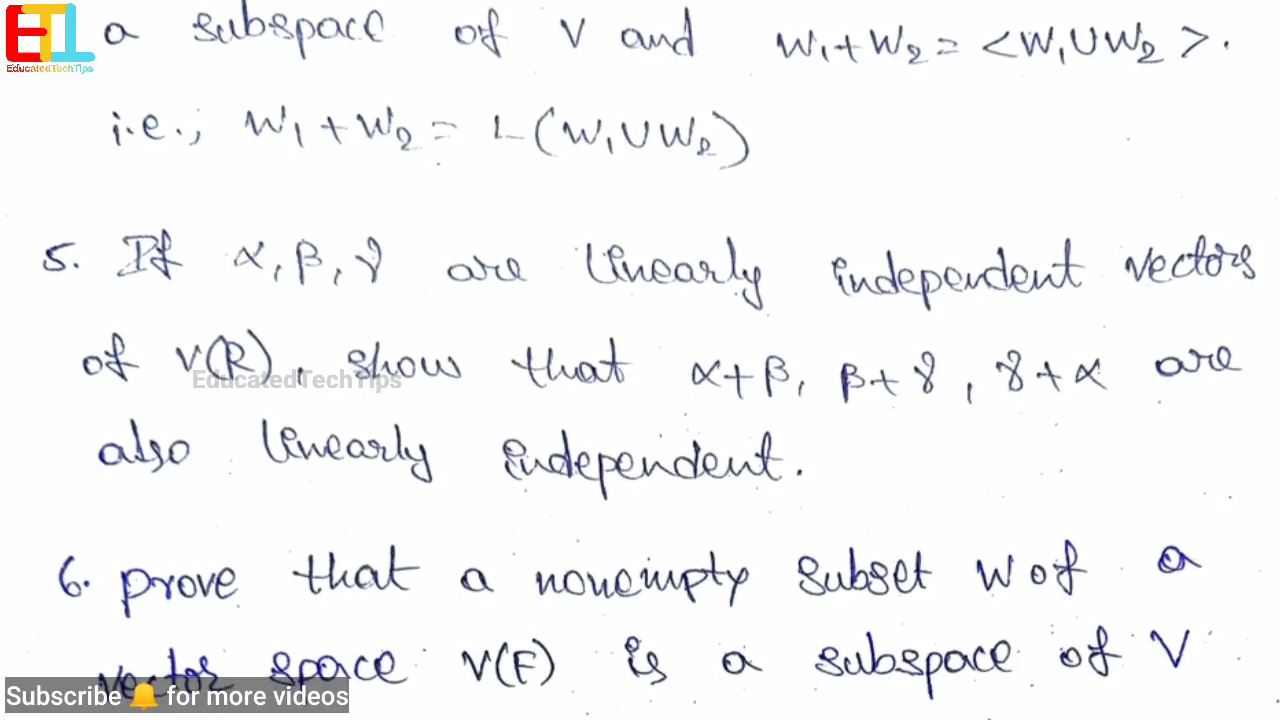 ETL
EducatedTechTips
a subspace of V and W₁+W₂ = <W₁∪W₂>.
i.e., W₁+W₂ = L(W₁∪W₂)
5. If α, β, γ are linearly independent vectors
of V(R), show that α+β, β+γ, γ+α are
EducatedTechTips
also linearly independent.
6. prove that a nonempty subset W of a
vector space V(F) is a subspace of V
Subscribe 🔔 for more videos